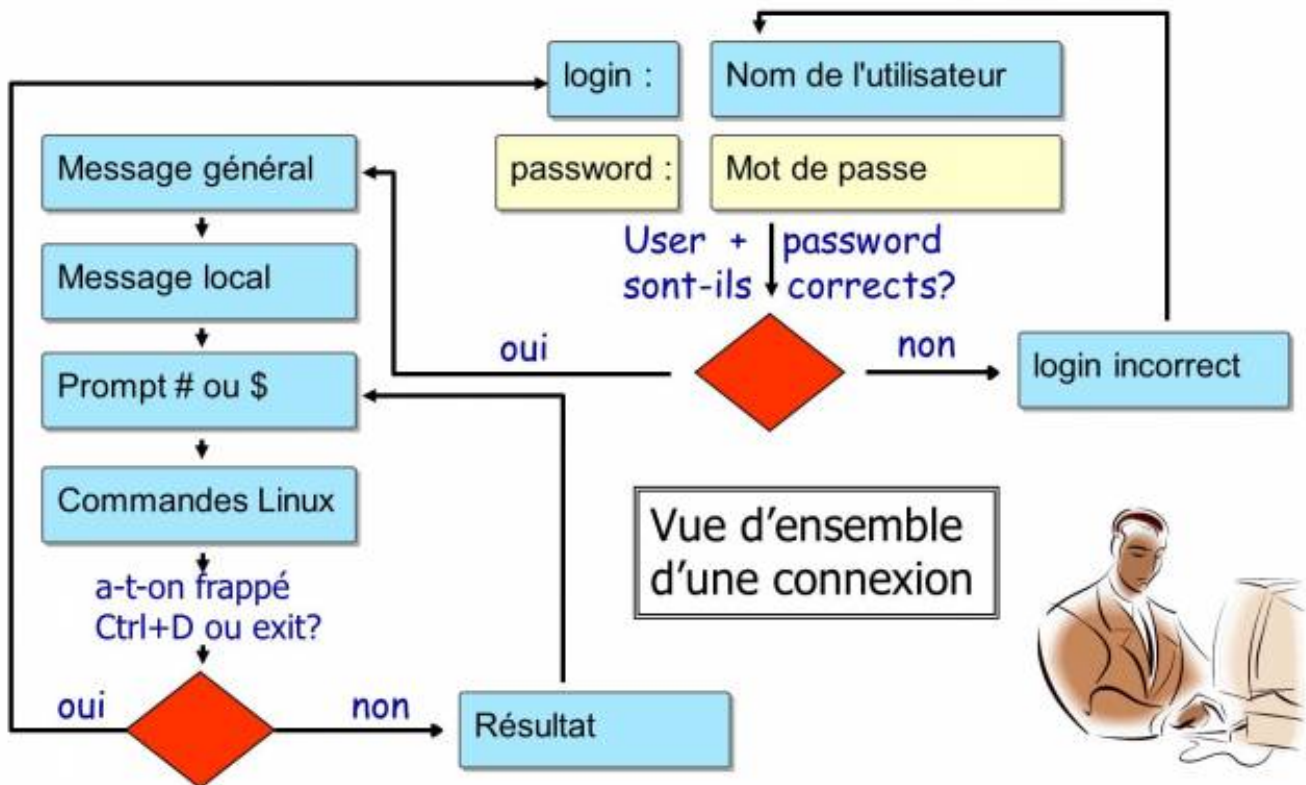 login :
Nom de l'utilisateur
password :
Mot de passe
User + password
sont-ils corrects?
oui
non
login incorrect
Message général
Message local
Prompt # ou $
Commandes Linux
a-t-on frappé
Ctrl+D ou exit?
oui
non
Résultat
Vue d'ensemble
d'une connexion